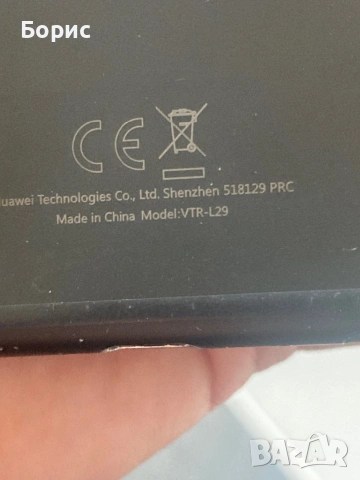 Борис
CE
uawei Technologies Co., Ltd. Shenzhen 518129 PRC
Made in China Model:VTR-L29
BAZAR